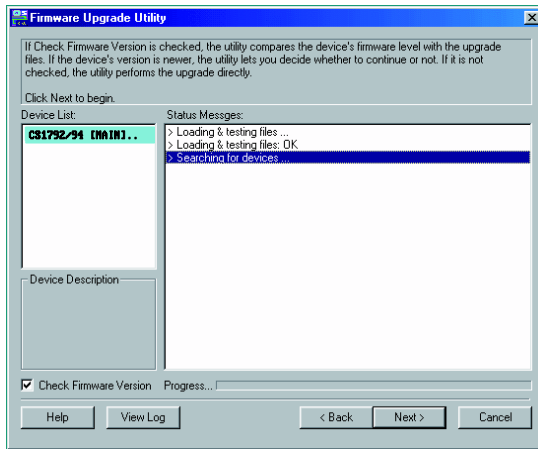 Firmware Upgrade Utility
If Check Firmware Version is checked, the utility compares the device's firmware level with the upgrade
files. If the device's version is newer, the utility lets you decide whether to continue or not. If it is not
checked, the utility performs the upgrade directly.
Click Next to begin.
Device List:
Status Messges:
CS1792/94 [MAIN]..
> Loading & testing files ...
> Loading & testing files: OK
> Searching for devices ...
Device Description
Check Firmware Version
Progress...
Help
View Log
< Back
Next >
Cancel